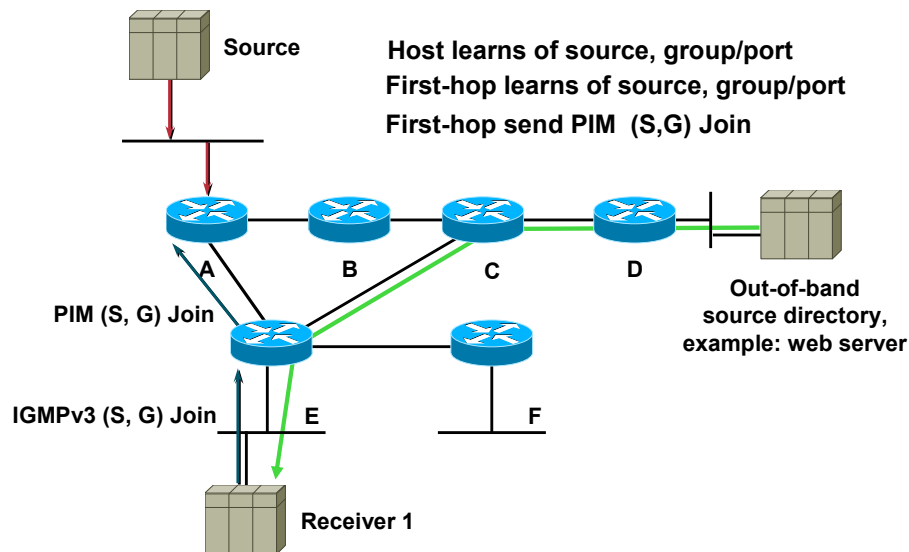 Source
Host learns of source, group/port
First-hop learns of source, group/port
First-hop send PIM (S,G) Join
A
B
C
D
PIM (S, G) Join
Out-of-band
source directory,
example: web server
IGMPv3 (S, G) Join
E
F
Receiver 1